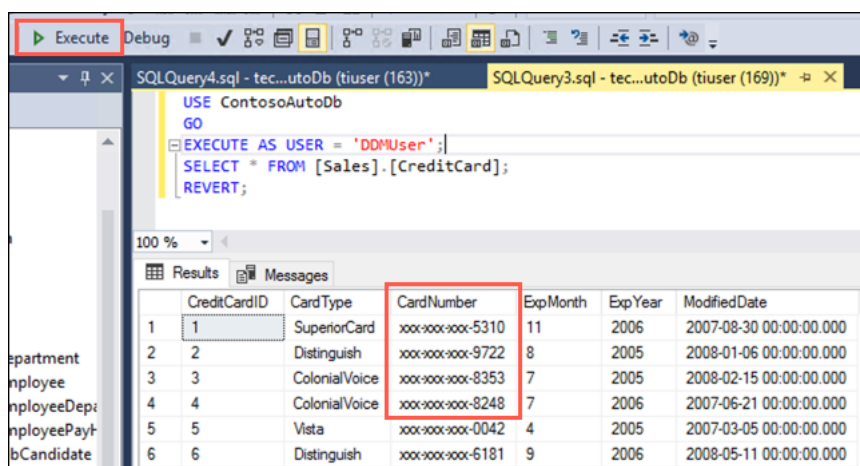 Execute Debug
SQLQuery4.sql - tec...utoDb (tiuser (163))* SQLQuery3.sql - tec...utoDb (tiuser (169))*
USE ContosoAutoDb
GO
EXECUTE AS USER = 'DDMUser';
SELECT * FROM [Sales].[CreditCard];
REVERT;
100 %
Results Messages
CreditCardID CardType CardNumber ExpMonth ExpYear ModifiedDate
1 1 SuperiorCard xxx-xxx-xxx-5310 11 2006 2007-08-30 00:00:00.000
2 2 Distinguish xxx-xxx-xxx-9722 8 2005 2008-01-06 00:00:00.000
epartment
3 3 ColonialVoice xxx-xxx-xxx-8353 7 2005 2008-02-15 00:00:00.000
mployee
4 4 ColonialVoice xxx-xxx-xxx-8248 7 2006 2007-06-21 00:00:00.000
mployeeDepa
5 5 Vista xxx-xxx-xxx-0042 4 2005 2007-03-05 00:00:00.000
mployeePayH
6 6 Distinguish xxx-xxx-xxx-6181 9 2006 2008-05-11 00:00:00.000
bCandidate